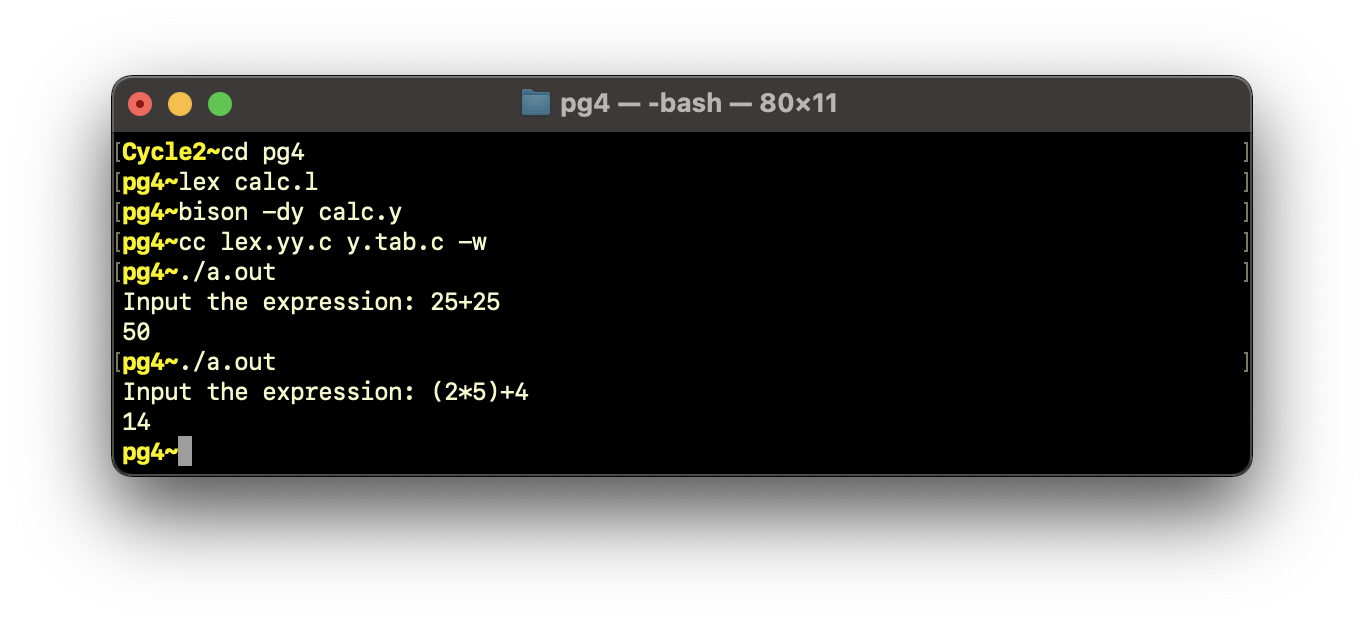 pg4 — -bash — 80×11
[Cycle2~cd pg4 ]
[pg4~lex calc.l ]
[pg4~bison -dy calc.y ]
[pg4~cc lex.yy.c y.tab.c -w ]
[pg4~./a.out ]
Input the expression: 25+25
50
[pg4~./a.out ]
Input the expression: (2*5)+4
14
pg4~